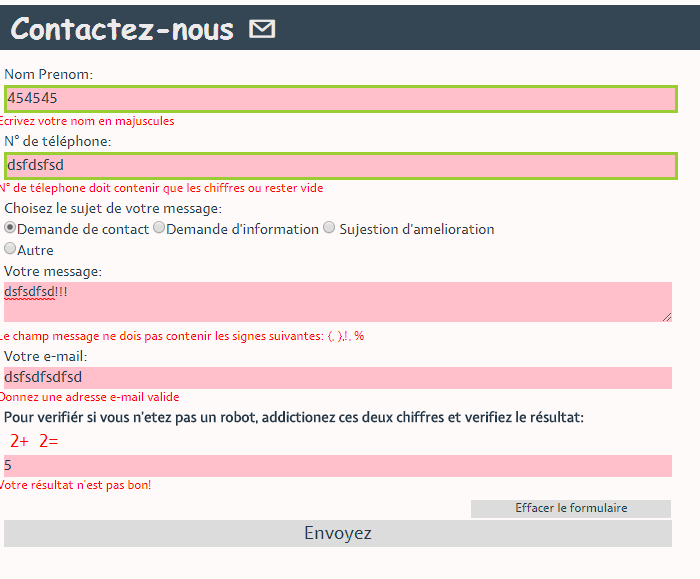 Contactez-nous
Nom Prenom:
454545
Ecrivez votre nom en majuscules
N° de téléphone:
dsfdsfsd
N° de télephone doit contenir que les chiffres ou rester vide
Choisez le sujet de votre message:
Demande de contact Demande d'information Sujestion d'amelioration
Autre
Votre message:
dsfsdfsd!!!
Le champ message ne dois pas contenir les signes suivantes: {, },!, %
Votre e-mail:
dsfsdfsdfsd
Donnez une adresse e-mail valide
Pour verifiér si vous n'etez pas un robot, addictionez ces deux chiffres et verifiez le résultat:
2+ 2=
5
Votre résultat n'est pas bon!
Effacer le formulaire
Envoyez